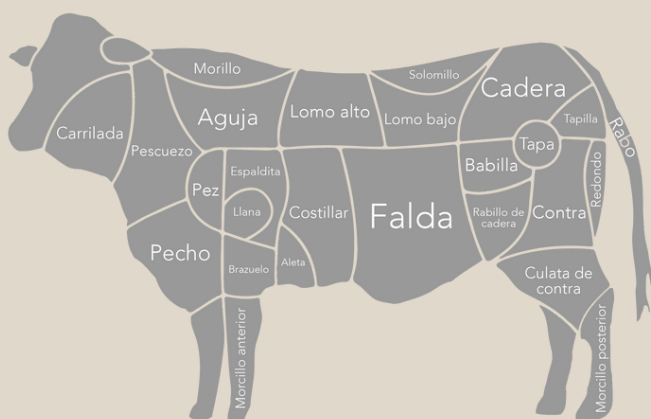 Morillo
Solomillo
Cadera
Carrilada
Pescuezo
Aguja
Lomo alto
Lomo bajo
Tapilla
Rabo
Tapa
Pez
Espaldita
Llana
Costillar
Falda
Babilla
Redondo
Rabillo de
cadera
Contra
Pecho
Brazuelo
Aleta
Culata de
contra
Morcillo anterior
Morcillo posterior